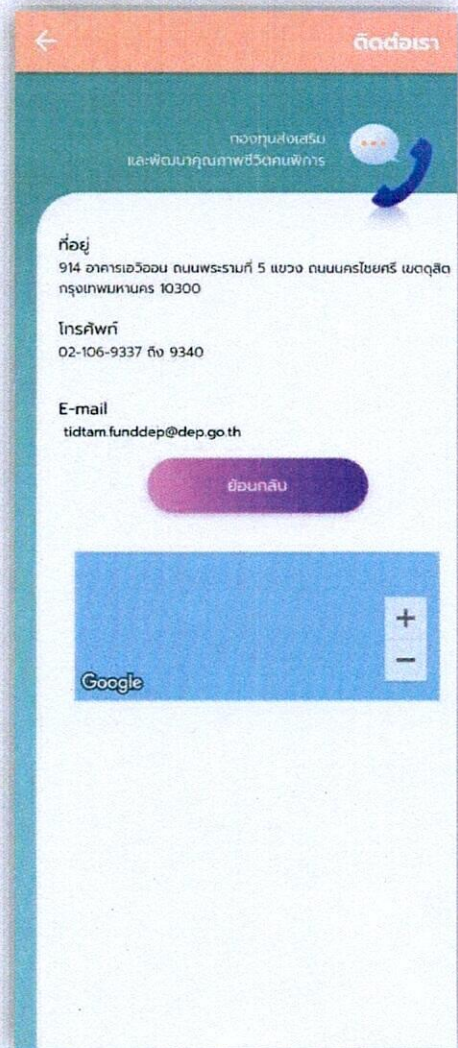 ติดต่อเรา
กองทุนส่งเสริม
และพัฒนาคุณภาพชีวิตคนพิการ
ที่อยู่
914 อาคารเอวิออน ถนนพระรามที่ 5 แขวง ถนนนครไชยศรี เขตดุสิต
กรุงเทพมหานคร 10300
โทรศัพท์
02-106-9337 ถึง 9340
E-mail
tidtam.funddep@dep.go.th
ย้อนกลับ
+
−
Google